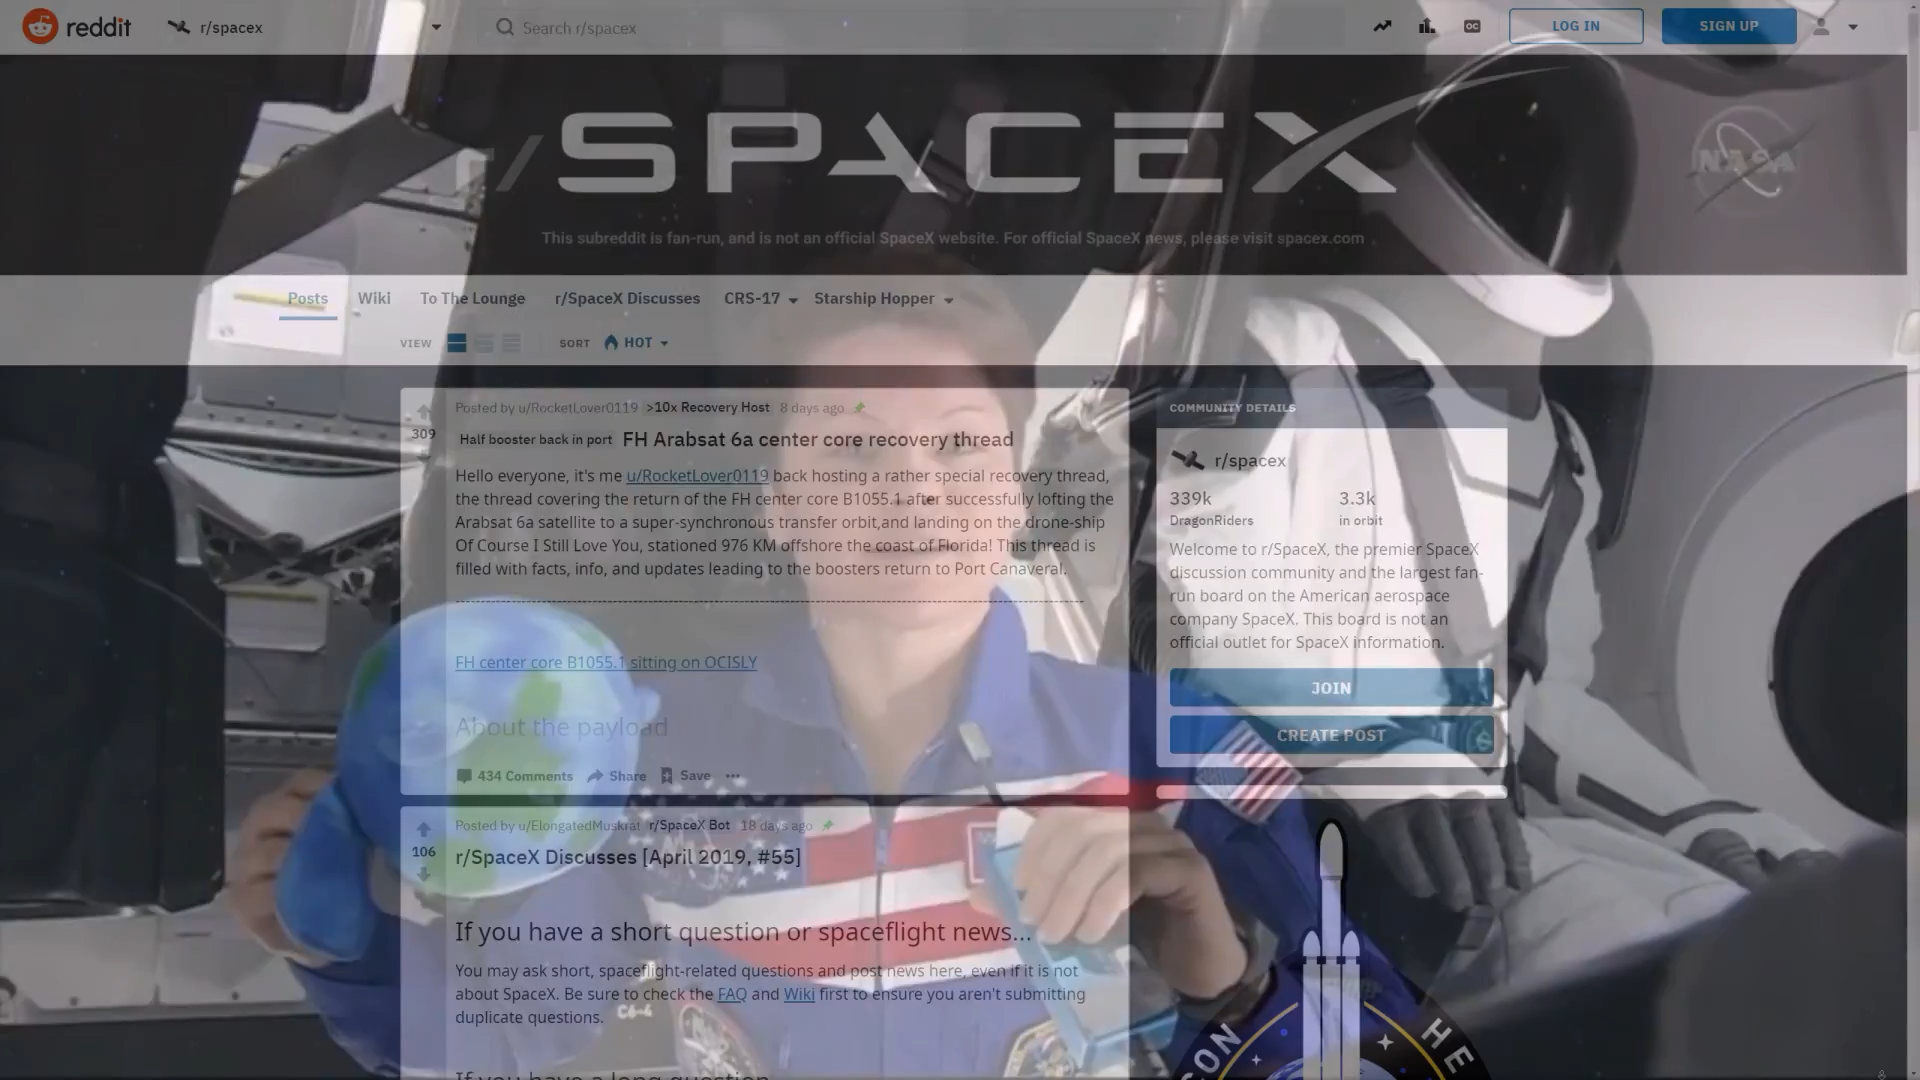 reddit
r/spacex
Search r/spacex
LOG IN
SIGN UP
r/SPACEX
NASA
This subreddit is fan-run, and is not an official SpaceX website. For official SpaceX news, please visit spacex.com
Posts
Wiki
To The Lounge
r/SpaceX Discusses
CRS-17
Starship Hopper
VIEW
SORT
HOT
Posted by u/RocketLover0119 >10x Recovery Host 8 days ago
309
Half booster back in port FH Arabsat 6a center core recovery thread
Hello everyone, it's me u/RocketLover0119 back hosting a rather special recovery thread,
the thread covering the return of the FH center core B1055.1 after successfully lofting the
Arabsat 6a satellite to a super-synchronous transfer orbit,and landing on the drone-ship
Of Course I Still Love You, stationed 976 KM offshore the coast of Florida! This thread is
filled with facts, info, and updates leading to the boosters return to Port Canaveral.
FH center core B1055.1 sitting on OCISLY
About the payload
434 Comments
Share
Save
Posted by u/ElongatedMuskrat r/SpaceX Bot 18 days ago
106
r/SpaceX Discusses [April 2019, #55]
If you have a short question or spaceflight news...
You may ask short, spaceflight-related questions and post news here, even if it is not
about SpaceX. Be sure to check the FAQ and Wiki first to ensure you aren't submitting
duplicate questions.
If you have a long question
COMMUNITY DETAILS
r/spacex
339k
3.3k
DragonRiders
in orbit
Welcome to r/SpaceX, the premier SpaceX
discussion community and the largest fan-
run board on the American aerospace
company SpaceX. This board is not an
official outlet for SpaceX information.
JOIN
CREATE POST
CON HE